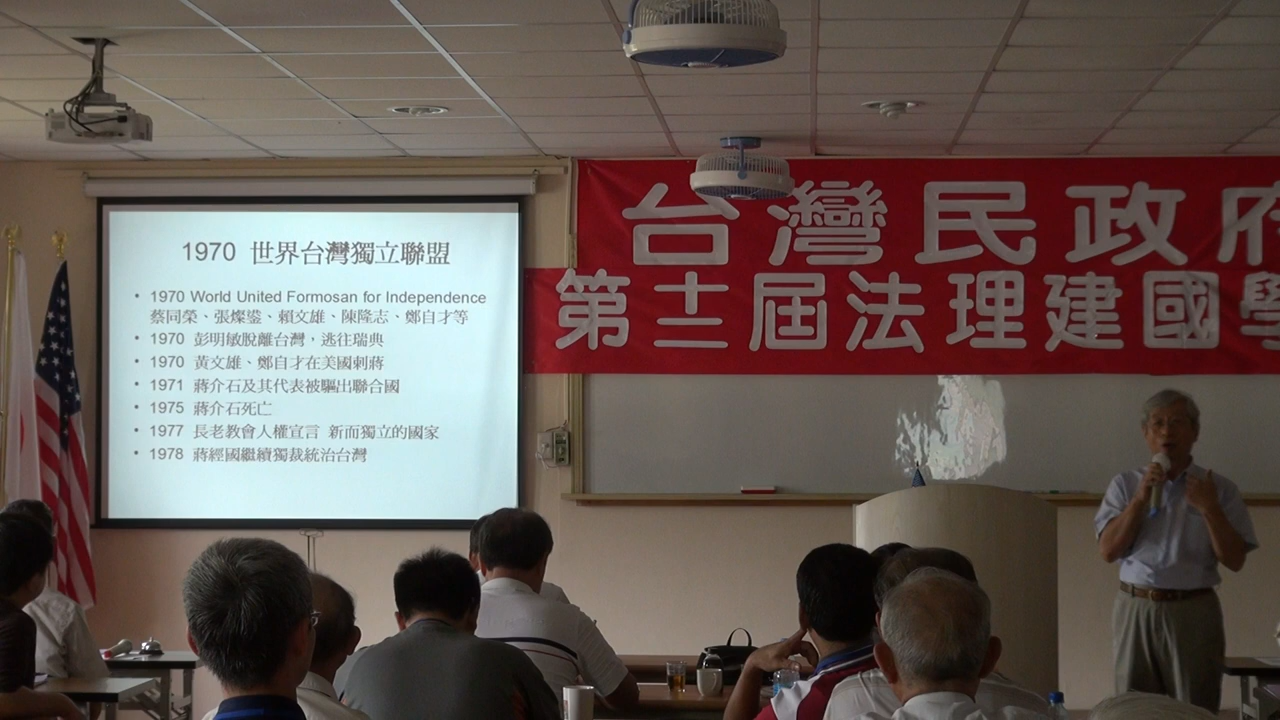 1970 世界台灣獨立聯盟
• 1970 World United Formosan for Independence
蔡同榮、張燦鍙、賴文雄、陳隆志、鄭自才等
• 1970 彭明敏脫離台灣，逃往瑞典
• 1970 黃文雄、鄭自才在美國刺蔣
• 1971 蔣介石及其代表被驅出聯合國
• 1975 蔣介石死亡
• 1977 長老教會人權宣言 新而獨立的國家
• 1978 蔣經國繼續獨裁統治台灣
台灣民政府
第十二屆法理建國學